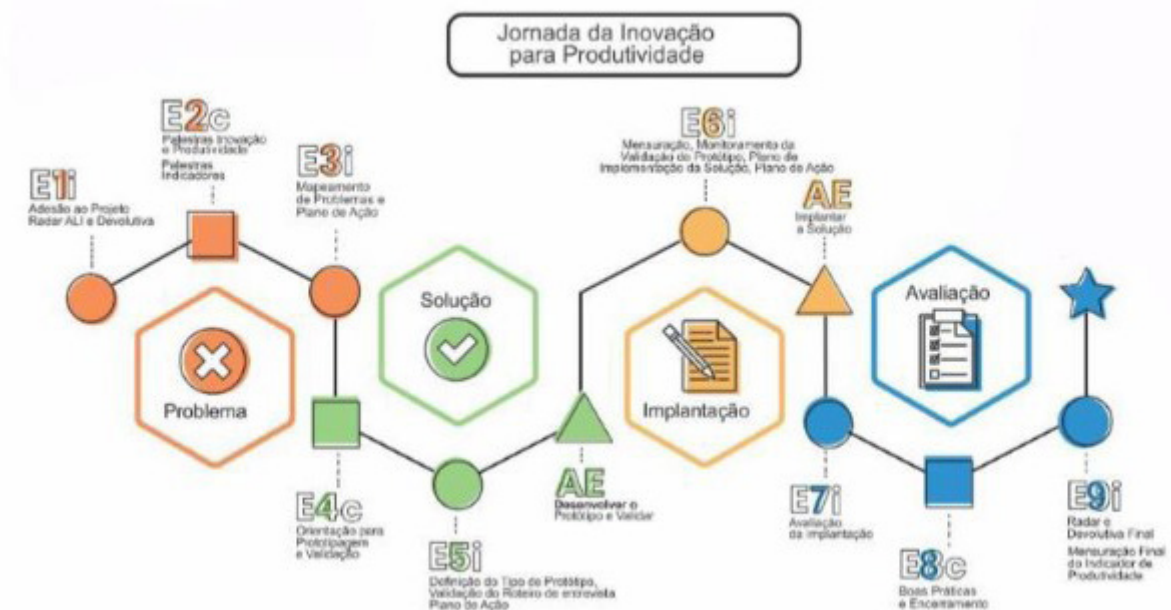 Jornada da Inovação
para Produtividade
E1i
Adesão ao Projeto
Radar ALI e Devolutiva
E2c
Palestras Inovação
e Produtividade
Palestras
Indicadores
E3i
Mapeamento
de Problemas e
Plano de Ação
Problema
E4c
Orientação para
Prototipagem
e Validação
Solução
E5i
Definição do Tipo de Protótipo,
Validação do Roteiro de entrevista
Plano de Ação
AE
Desenvolver o
Protótipo e Validar
E6i
Mensuração, Monitoramento da
Validação do Protótipo, Plano de
Implementação da Solução, Plano de Ação
Implantação
AE
Implantar
a Solução
E7i
Avaliação
da Implantação
Avaliação
E8c
Boas Práticas
e Encerramento
E9i
Radar e
Devolutiva Final
Mensuração Final
do Indicador de
Produtividade